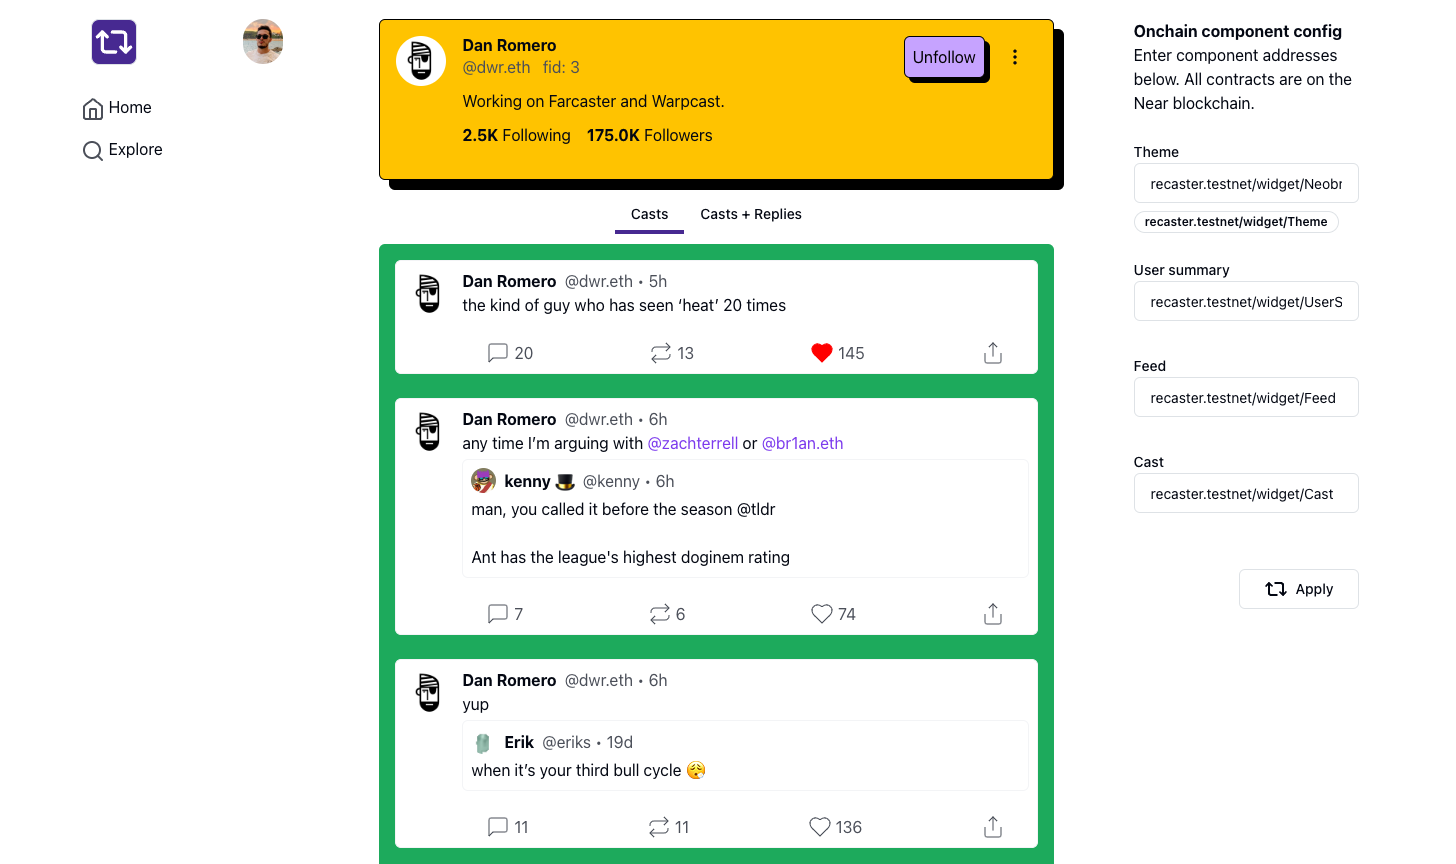 Home
Explore
Dan Romero
@dwr.eth fid: 3
Unfollow
Working on Farcaster and Warpcast.
2.5K Following 175.0K Followers
Casts Casts + Replies
Dan Romero @dwr.eth • 5h
the kind of guy who has seen ‘heat’ 20 times
20 13 145
Dan Romero @dwr.eth • 6h
any time I’m arguing with @zachterrell or @br1an.eth
kenny 🎩 @kenny • 6h
man, you called it before the season @tldr
Ant has the league's highest doginem rating
7 6 74
Dan Romero @dwr.eth • 6h
yup
Erik @eriks • 19d
when it’s your third bull cycle 😮‍💨
11 11 136
Onchain component config
Enter component addresses
below. All contracts are on the
Near blockchain.
Theme
recaster.testnet/widget/Neobr
recaster.testnet/widget/Theme
User summary
recaster.testnet/widget/UserS
Feed
recaster.testnet/widget/Feed
Cast
recaster.testnet/widget/Cast
Apply